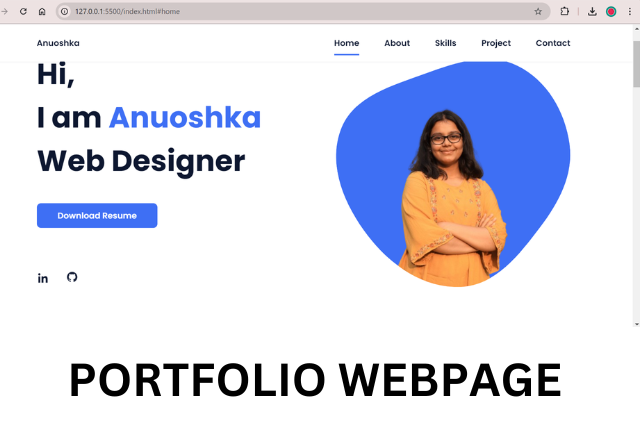 127.0.0.1:5500/index.html#home
Anuoshka
Home About Skills Project Contact
Hi,
I am Anuoshka
Web Designer
Download Resume
in
PORTFOLIO WEBPAGE